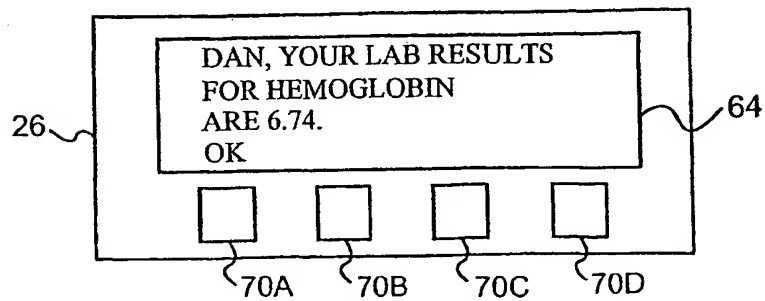 DAN, YOUR LAB RESULTS
FOR HEMOGLOBIN
ARE 6.74.
OK
26
64
70A 70B 70C 70D